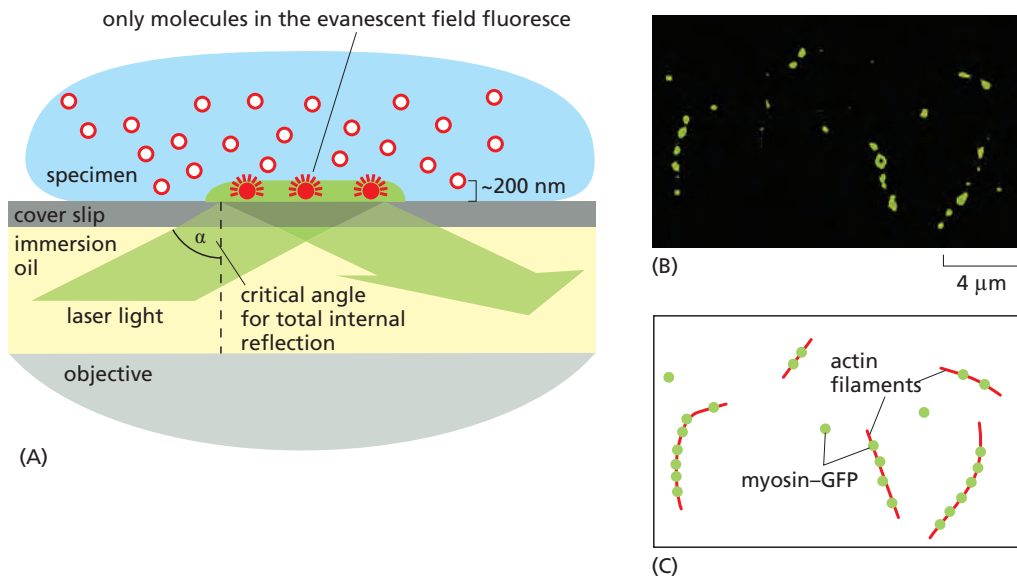 only molecules in the evanescent field fluoresce
specimen
~200 nm
cover slip
immersion
oil
α
laser light
critical angle
for total internal
reflection
objective
(A)
(B)
4 μm
actin
filaments
myosin–GFP
(C)